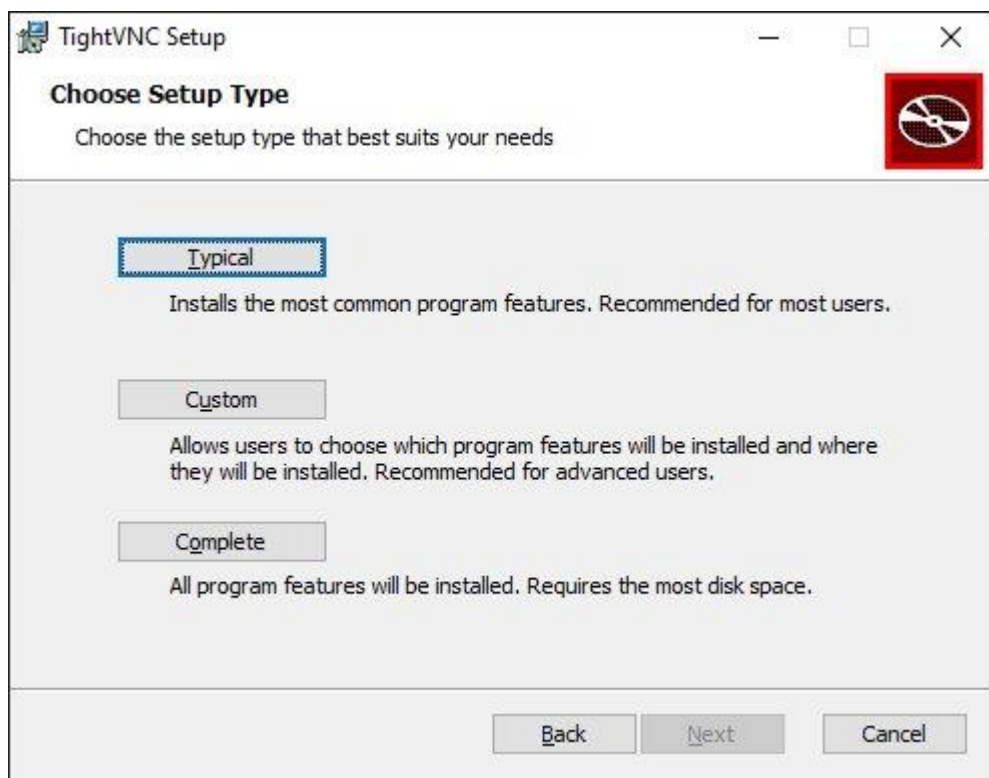 TightVNC Setup
Choose Setup Type
Choose the setup type that best suits your needs
Typical
Installs the most common program features. Recommended for most users.
Custom
Allows users to choose which program features will be installed and where
they will be installed. Recommended for advanced users.
Complete
All program features will be installed. Requires the most disk space.
Back Next Cancel